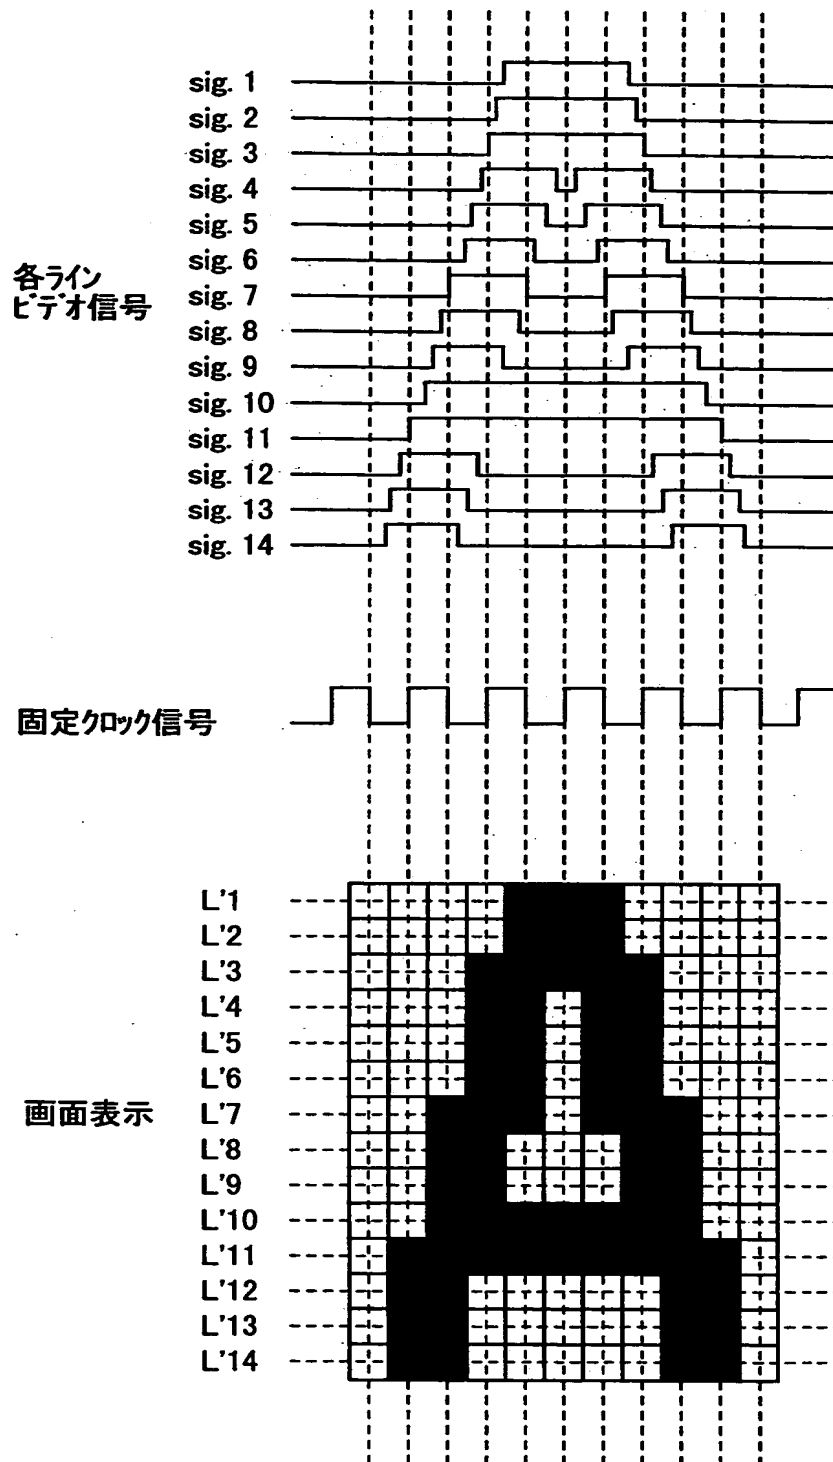 sig. 1
sig. 2
sig. 3
sig. 4
sig. 5
sig. 6
各ライン
ビデオ信号
sig. 7
sig. 8
sig. 9
sig. 10
sig. 11
sig. 12
sig. 13
sig. 14
固定クロック信号
L'1
L'2
L'3
L'4
L'5
L'6
画面表示
L'7
L'8
L'9
L'10
L'11
L'12
L'13
L'14